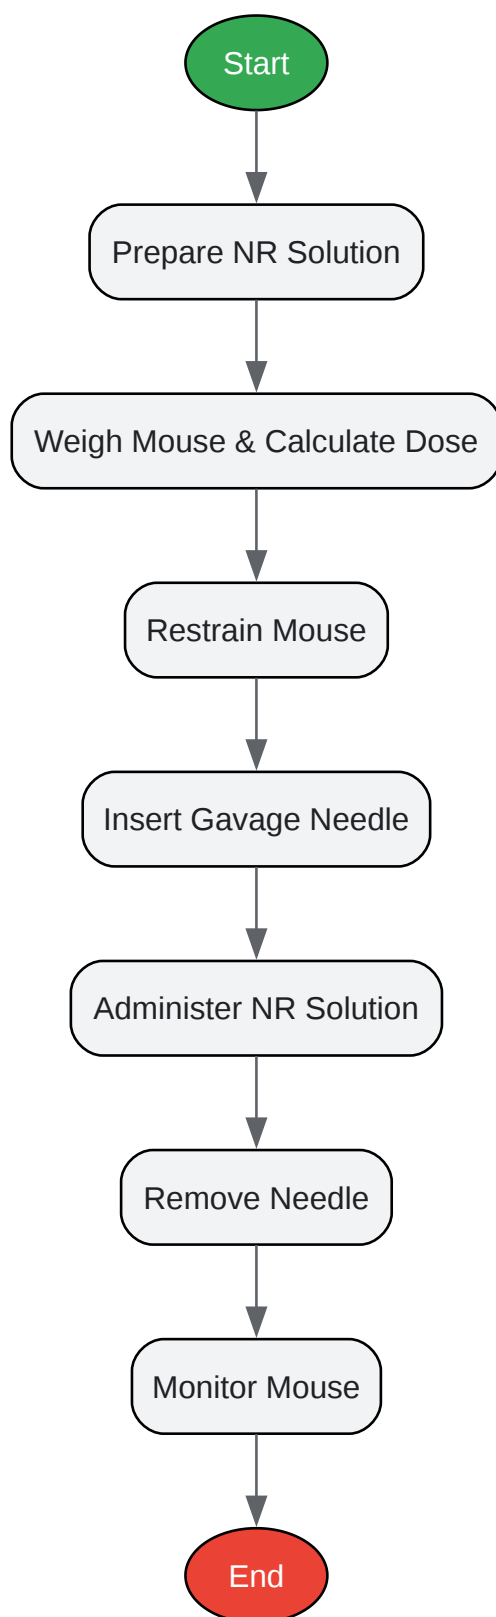 Start
Prepare NR Solution
Weigh Mouse & Calculate Dose
Restrain Mouse
Insert Gavage Needle
Administer NR Solution
Remove Needle
Monitor Mouse
End